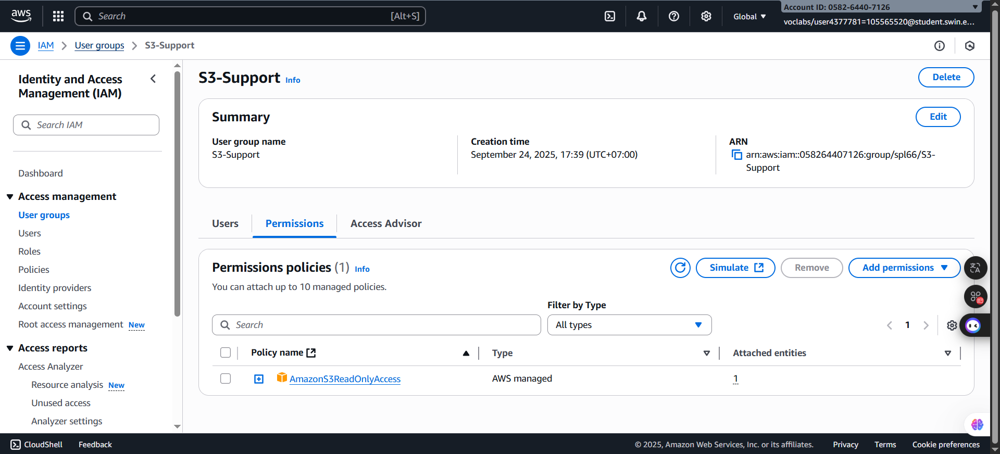 aws
Search
[Alt+S]
Global
Account ID: 0582-6440-7126
voclabs/user4377781=105565520@student.swin.e...
IAM
User groups
S3-Support
Identity and Access
Management (IAM)
Search IAM
Dashboard
Access management
User groups
Users
Roles
Policies
Identity providers
Account settings
Root access management New
Access reports
Access Analyzer
Resource analysis New
Unused access
Analyzer settings
S3-Support Info
Delete
Summary
Edit
User group name
S3-Support
Creation time
September 24, 2025, 17:39 (UTC+07:00)
ARN
arn:aws:iam::058264407126:group/spl66/S3-
Support
Users
Permissions
Access Advisor
Permissions policies (1) Info
Simulate
Remove
Add permissions
You can attach up to 10 managed policies.
Filter by Type
Search
All types
1
Policy name
Type
Attached entities
AmazonS3ReadOnlyAccess
AWS managed
1
CloudShell
Feedback
© 2025, Amazon Web Services, Inc. or its affiliates.
Privacy
Terms
Cookie preferences